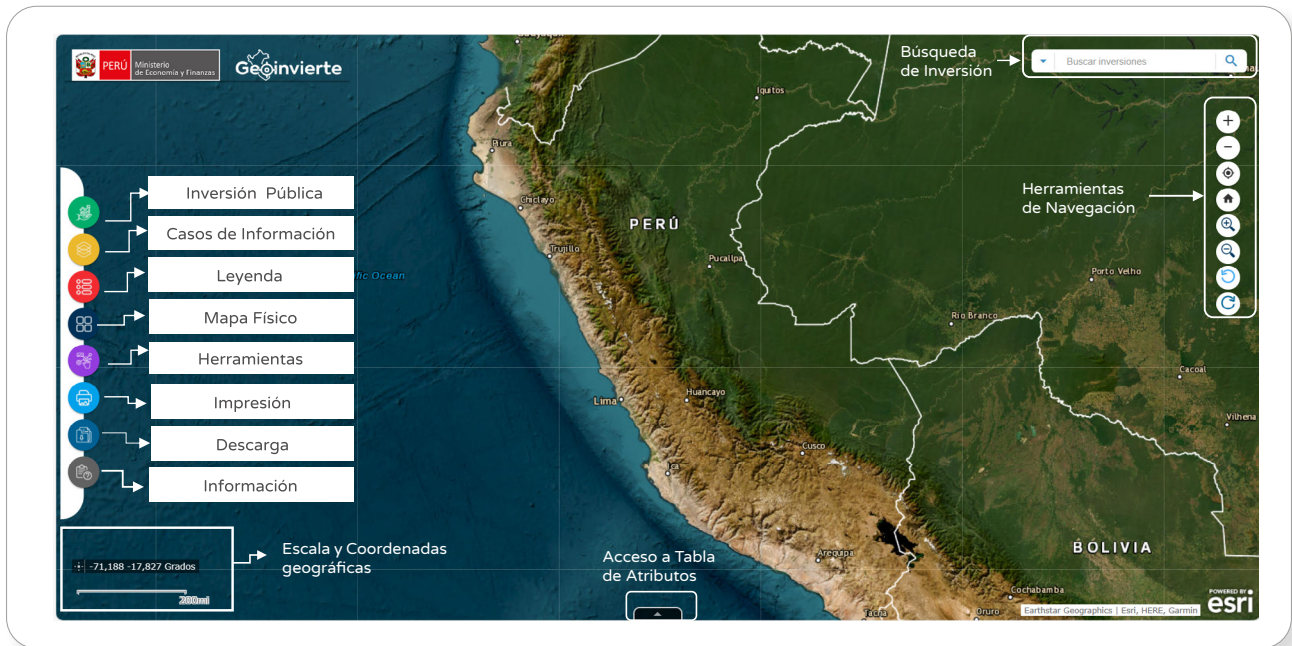 PERÚ
Ministerio
de Economía y Finanzas
Geoinvierte
Búsqueda
de Inversión
Buscar inversiones
Iquitos
Piura
Herramientas
de Navegación
Inversión Pública
Chiclayo
PERÚ
Casos de Información
Trujillo
Pucallpa
Leyenda
fic Ocean
Porto Velho
Mapa Físico
Rio Branco
Herramientas
Cacoal
Impresión
Lima
Huancayo
Vilhena
Descarga
Cusco
Ica
Información
Escala y Coordenadas
geográficas
-71,188 -17,827 Grados
200mi
Acceso a Tabla
de Atributos
Arequipa
BOLIVIA
Cochabamba
Tacna
Oruro
Earthstar Geographics | Esri, HERE, Garmin
POWERED BY
esri